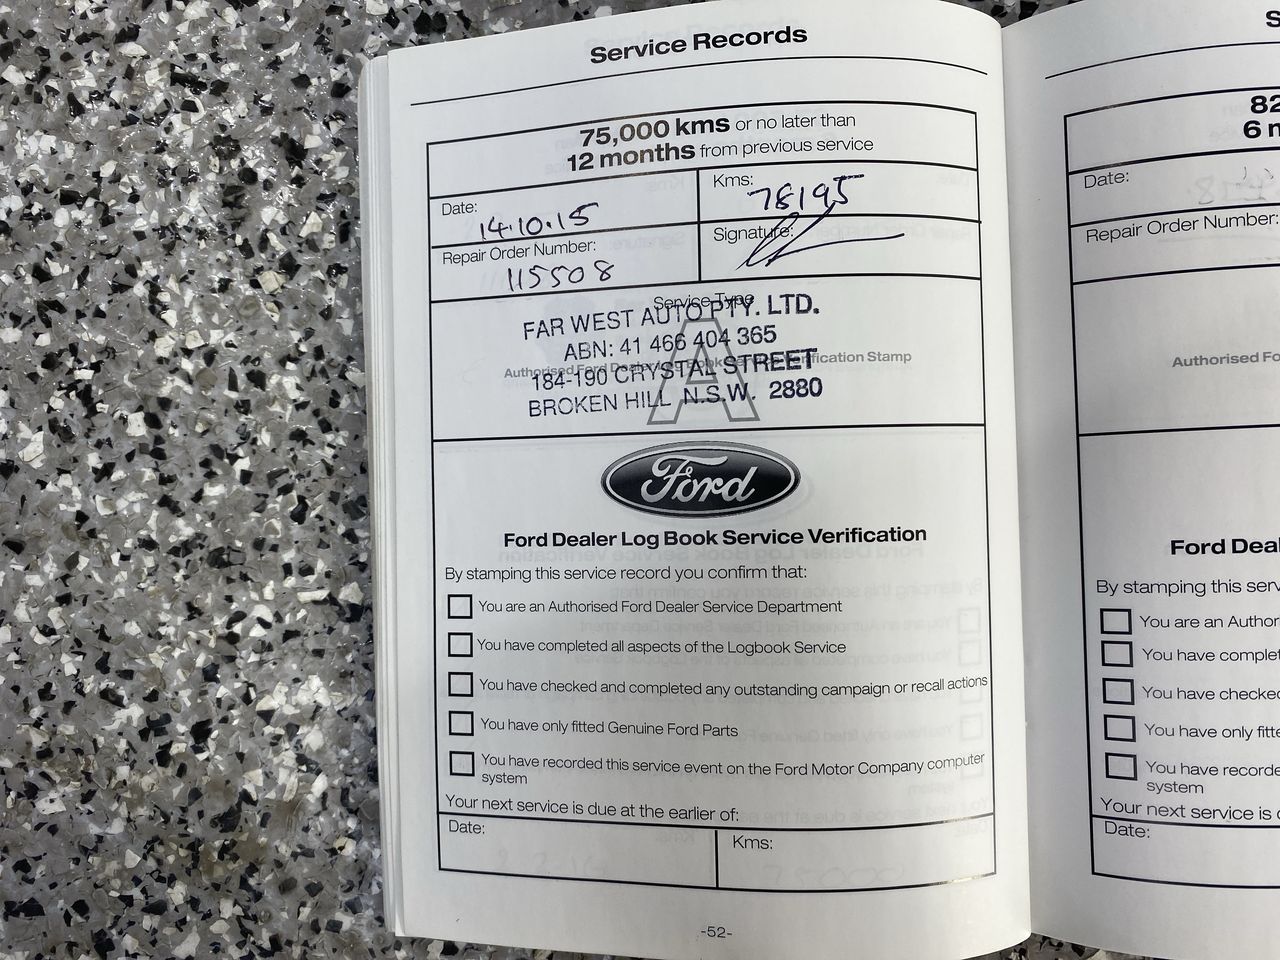 Service Records
75,000 kms or no later than
12 months from previous service
Date: 14.10.15
Kms: 78195
Repair Order Number: 115508
Signature:
Service Type
A
FAR WEST AUTO PTY. LTD.
ABN: 41 466 404 365
Authorised Ford Dealer Log Book Service Verification Stamp
184-190 CRYSTAL STREET
BROKEN HILL N.S.W. 2880
Ford
Ford Dealer Log Book Service Verification
By stamping this service record you confirm that:
You are an Authorised Ford Dealer Service Department
You have completed all aspects of the Logbook Service
You have checked and completed any outstanding campaign or recall actions
You have only fitted Genuine Ford Parts
You have recorded this service event on the Ford Motor Company computer
system
Your next service is due at the earlier of:
Date:
Kms:
-52-
S
82
6 m
Date:
Repair Order Number:
Authorised Fo
Ford Deal
By stamping this serv
You are an Author
You have complet
You have checked
You have only fitte
You have recorde
system
Your next service is d
Date: